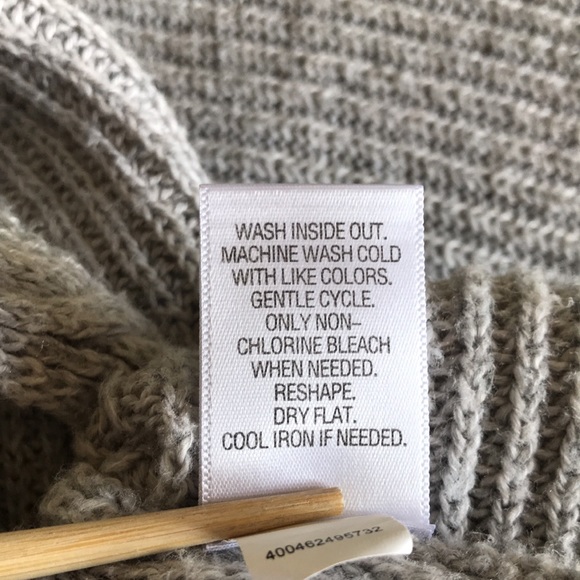 WASH INSIDE OUT.
MACHINE WASH COLD
WITH LIKE COLORS.
GENTLE CYCLE.
ONLY NON-
CHLORINE BLEACH
WHEN NEEDED.
RESHAPE.
DRY FLAT.
COOL IRON IF NEEDED.
400462495732